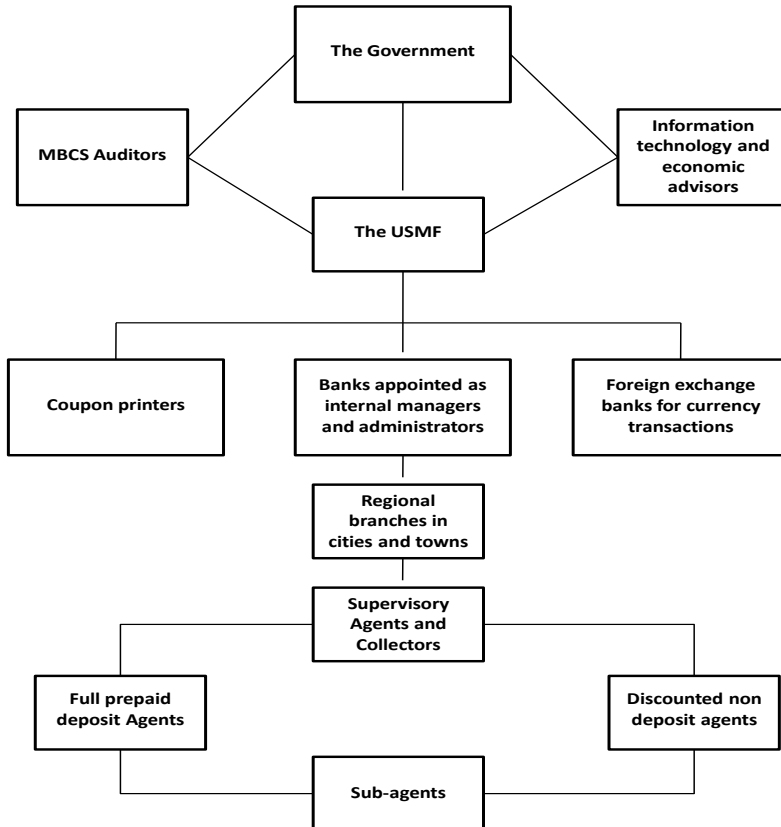 The Government
MBCS Auditors
Information
technology and
economic
advisors
The USMF
Coupon printers
Banks appointed as
internal managers
and administrators
Foreign exchange
banks for currency
transactions
Regional
branches in
cities and towns
Supervisory
Agents and
Collectors
Full prepaid
deposit Agents
Discounted non
deposit agents
Sub-agents